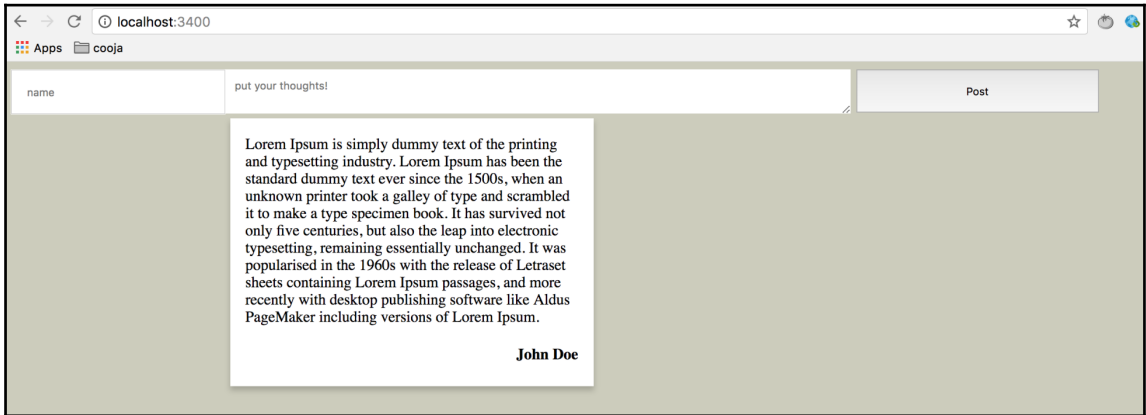 localhost:3400
Apps cooja
name
put your thoughts!
Post
Lorem Ipsum is simply dummy text of the printing
and typesetting industry. Lorem Ipsum has been the
standard dummy text ever since the 1500s, when an
unknown printer took a galley of type and scrambled
it to make a type specimen book. It has survived not
only five centuries, but also the leap into electronic
typesetting, remaining essentially unchanged. It was
popularised in the 1960s with the release of Letraset
sheets containing Lorem Ipsum passages, and more
recently with desktop publishing software like Aldus
PageMaker including versions of Lorem Ipsum.
John Doe